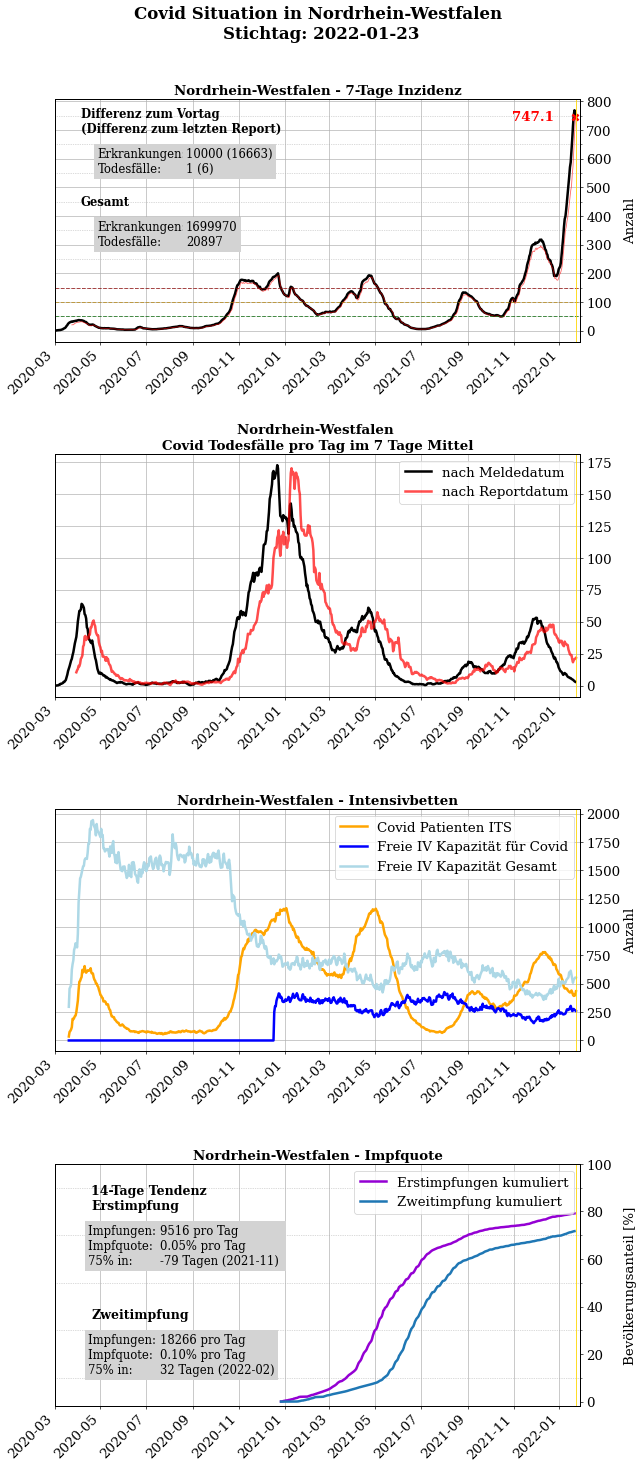 Covid Situation in Nordrhein-Westfalen
Stichtag: 2022-01-23
Nordrhein-Westfalen - 7-Tage Inzidenz
Differenz zum Vortag
(Differenz zum letzten Report)
Erkrankungen 10000 (16663)
Todesfälle: 1 (6)
Gesamt
Erkrankungen 1699970
Todesfälle: 20897
747.1
800
700
600
500
400
300
200
100
0
Anzahl
2020-03
2020-05
2020-07
2020-09
2020-11
2021-01
2021-03
2021-05
2021-07
2021-09
2021-11
2022-01
Nordrhein-Westfalen
Covid Todesfälle pro Tag im 7 Tage Mittel
nach Meldedatum
nach Reportdatum
175
150
125
100
75
50
25
0
2020-03
2020-05
2020-07
2020-09
2020-11
2021-01
2021-03
2021-05
2021-07
2021-09
2021-11
2022-01
Nordrhein-Westfalen - Intensivbetten
Covid Patienten ITS
Freie IV Kapazität für Covid
Freie IV Kapazität Gesamt
2000
1750
1500
1250
1000
750
500
250
0
Anzahl
2020-03
2020-05
2020-07
2020-09
2020-11
2021-01
2021-03
2021-05
2021-07
2021-09
2021-11
2022-01
Nordrhein-Westfalen - Impfquote
14-Tage Tendenz
Erstimpfung
Impfungen: 9516 pro Tag
Impfquote: 0.05% pro Tag
75% in: -79 Tagen (2021-11)
Zweitimpfung
Impfungen: 18266 pro Tag
Impfquote: 0.10% pro Tag
75% in: 32 Tagen (2022-02)
Erstimpfungen kumuliert
Zweitimpfung kumuliert
100
80
60
40
20
0
Bevölkerungsanteil [%]
2020-03
2020-05
2020-07
2020-09
2020-11
2021-01
2021-03
2021-05
2021-07
2021-09
2021-11
2022-01